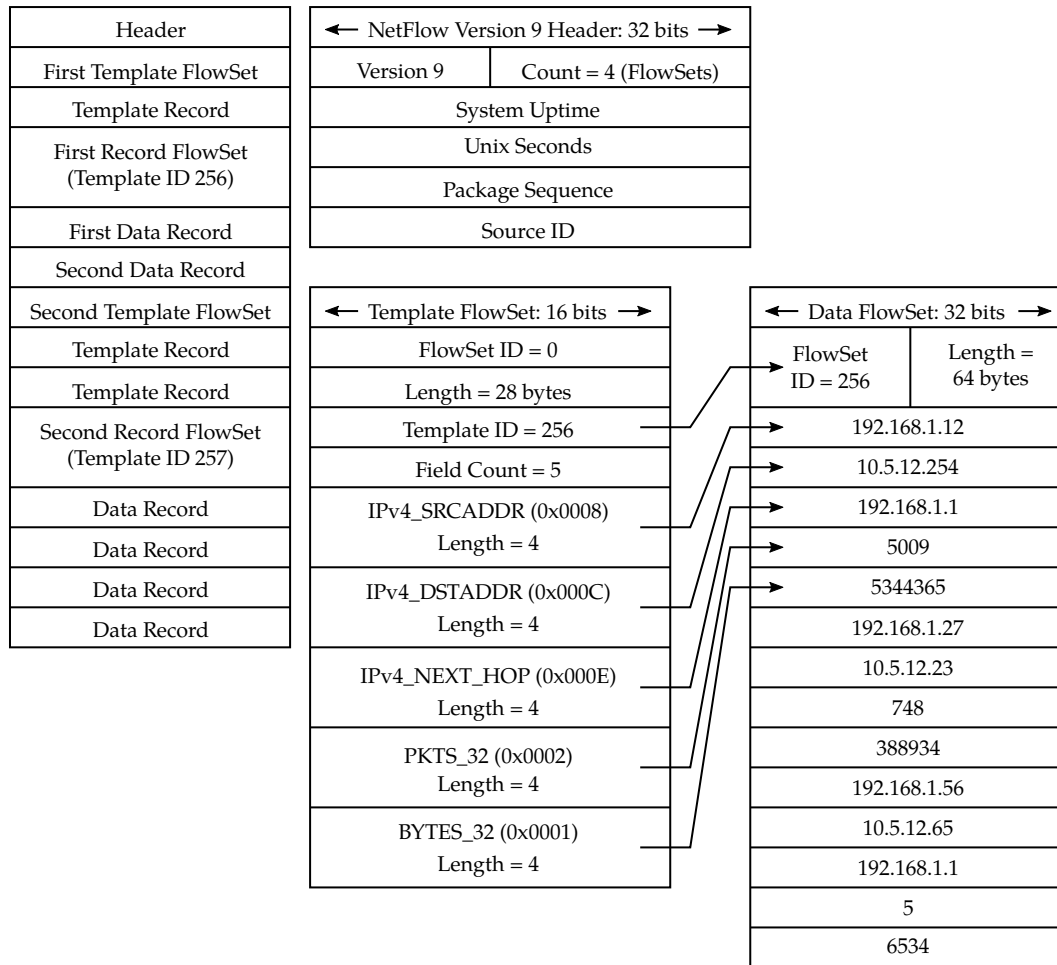 Header
First Template FlowSet
Template Record
First Record FlowSet
(Template ID 256)
First Data Record
Second Data Record
Second Template FlowSet
Template Record
Template Record
Second Record FlowSet
(Template ID 257)
Data Record
Data Record
Data Record
Data Record
NetFlow Version 9 Header: 32 bits
Version 9
Count = 4 (FlowSets)
System Uptime
Unix Seconds
Package Sequence
Source ID
Template FlowSet: 16 bits
FlowSet ID = 0
Length = 28 bytes
Template ID = 256
Field Count = 5
IPv4_SRCADDR (0x0008)
Length = 4
IPv4_DSTADDR (0x000C)
Length = 4
IPv4_NEXT_HOP (0x000E)
Length = 4
PKTS_32 (0x0002)
Length = 4
BYTES_32 (0x0001)
Length = 4
Data FlowSet: 32 bits
FlowSet
ID = 256
Length =
64 bytes
192.168.1.12
10.5.12.254
192.168.1.1
5009
5344365
192.168.1.27
10.5.12.23
748
388934
192.168.1.56
10.5.12.65
192.168.1.1
5
6534